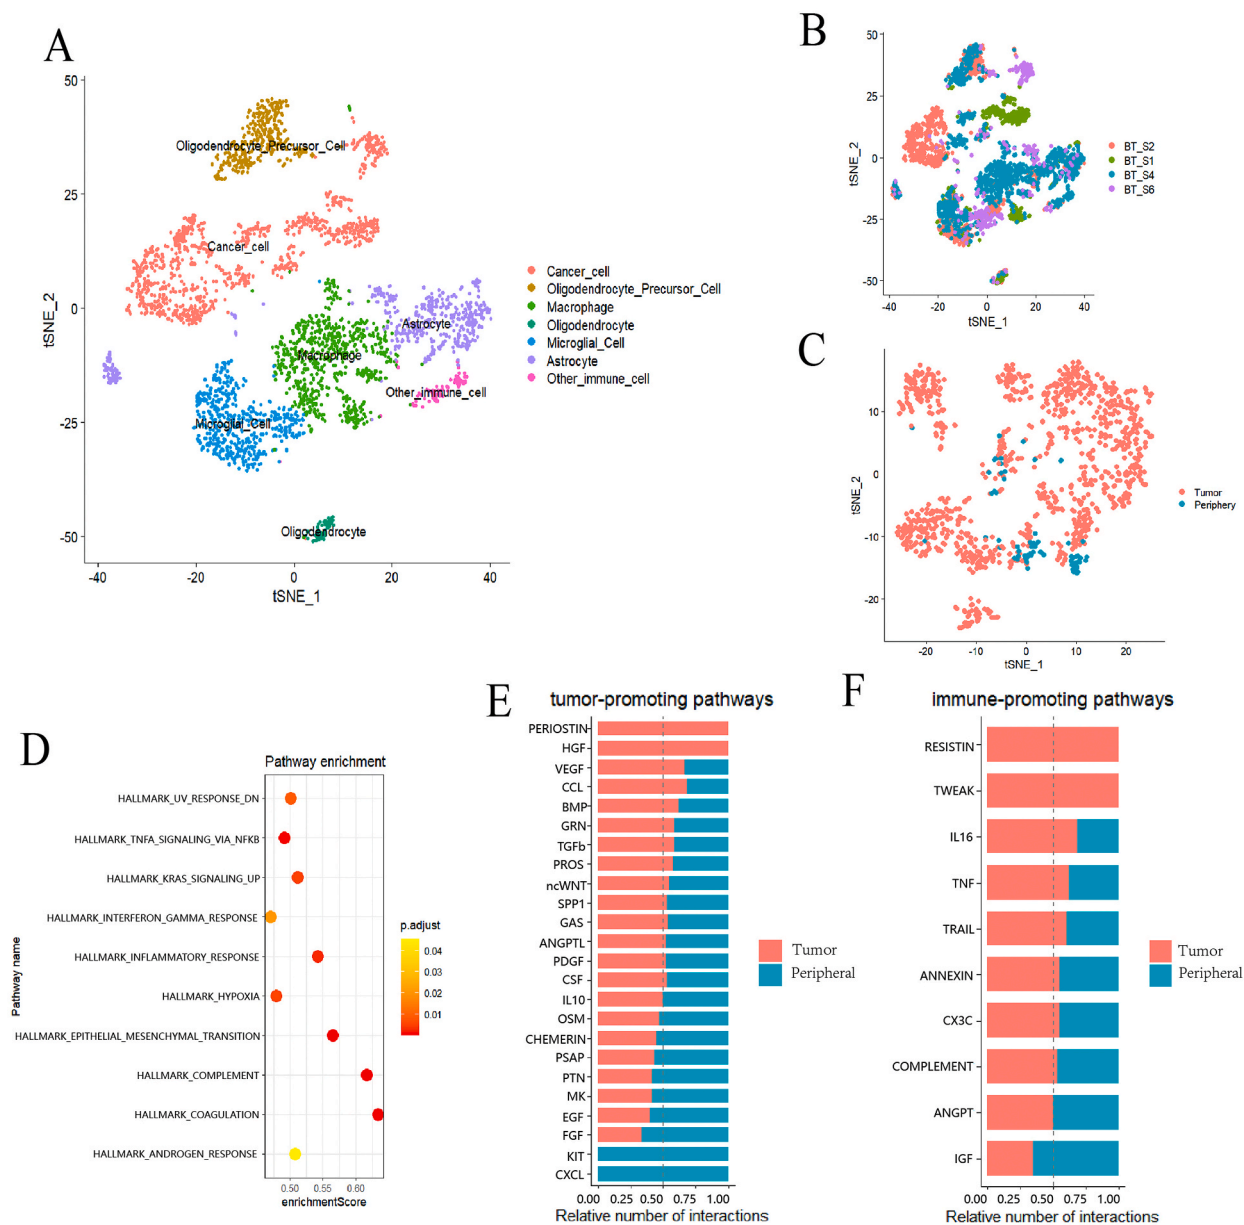 A
50
25
0
-25
-50
-40
-20
0
20
40
tSNE_2
tSNE_1
Oligodendrocyte_Precursor_Cell
Cancer_cell
Astrocyte
Macrophage
Other_immune_cell
Microglial_Cell
Oligodendrocyte
Cancer_cell
Oligodendrocyte_Precursor_Cell
Macrophage
Oligodendrocyte
Microglial_Cell
Astrocyte
Other_immune_cell
B
50
25
0
-25
-50
-40
-20
0
20
40
tSNE_2
tSNE_1
BT_S2
BT_S1
BT_S4
BT_S6
C
10
0
-10
-20
-20
-10
0
10
20
tSNE_2
tSNE_1
Tumor
Periphery
D
Pathway enrichment
Pathway name
HALLMARK_UV_RESPONSE_DN
HALLMARK_TNFA_SIGNALING_VIA_NFKB
HALLMARK_KRAS_SIGNALING_UP
HALLMARK_INTERFERON_GAMMA_RESPONSE
HALLMARK_INFLAMMATORY_RESPONSE
HALLMARK_HYPOXIA
HALLMARK_EPITHELIAL_MESENCHYMAL_TRANSITION
HALLMARK_COMPLEMENT
HALLMARK_COAGULATION
HALLMARK_ANDROGEN_RESPONSE
0.50
0.55
0.60
enrichmentScore
p.adjust
0.04
0.03
0.02
0.01
E
tumor-promoting pathways
PERIOSTIN
HGF
VEGF
CCL
BMP
GRN
TGFb
PROS
ncWNT
SPP1
GAS
ANGPTL
PDGF
CSF
IL10
OSM
CHEMERIN
PSAP
PTN
MK
EGF
FGF
KIT
CXCL
0.00
0.25
0.50
0.75
1.00
Relative number of interactions
Tumor
Peripheral
F
immune-promoting pathways
RESISTIN
TWEAK
IL16
TNF
TRAIL
ANNEXIN
CX3C
COMPLEMENT
ANGPT
IGF
0.00
0.25
0.50
0.75
1.00
Relative number of interactions
Tumor
Peripheral